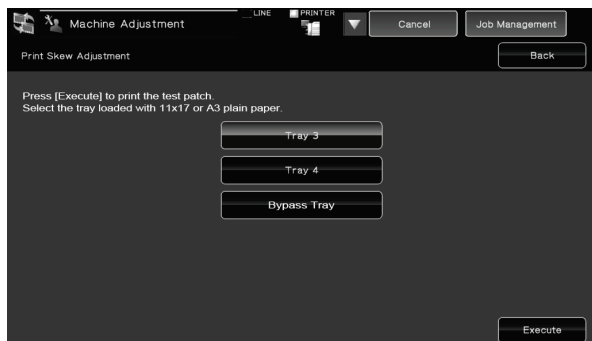 Machine Adjustment
LINE
PRINTER
Cancel
Job Management
Print Skew Adjustment
Back
Press [Execute] to print the test patch.
Select the tray loaded with 11x17 or A3 plain paper.
Tray 3
Tray 4
Bypass Tray
Execute